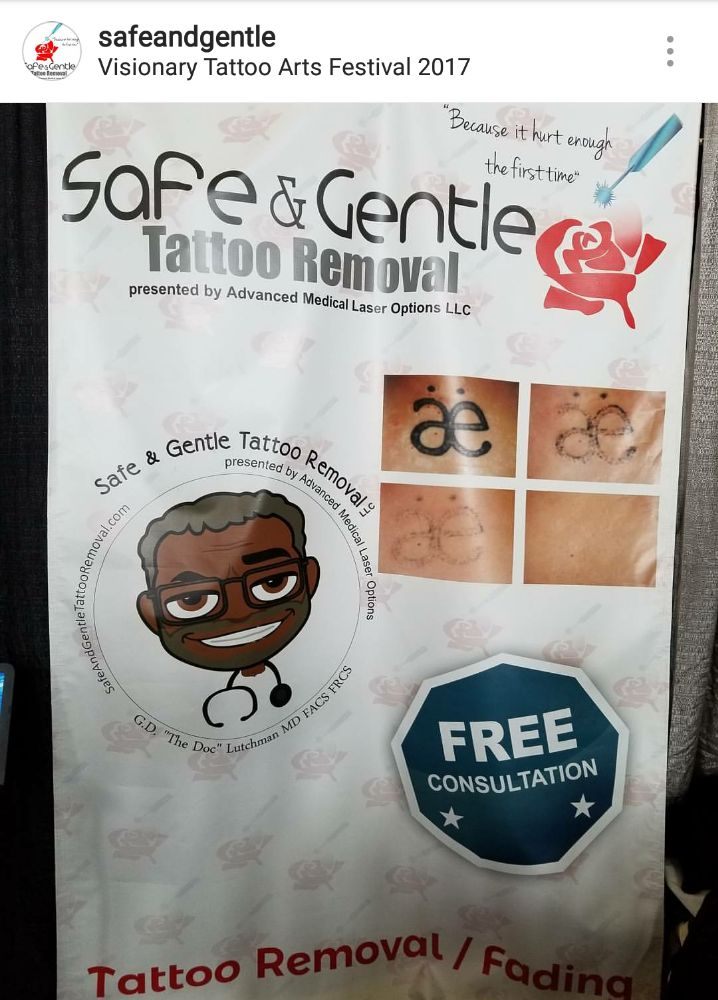 safeandgentle
Visionary Tattoo Arts Festival 2017
"Because it hurt enough
the first time"
Safe & Gentle
Tattoo Removal
presented by Advanced Medical Laser Options LLC
æ
æ
æ
Safe & Gentle Tattoo Removal
presented by Advanced Medical Laser Options LLC
SafeAndGentleTattooRemoval.com
G.D. "The Doc" Lutchman MD FACS FRCS
FREE
CONSULTATION
Tattoo Removal / Fading